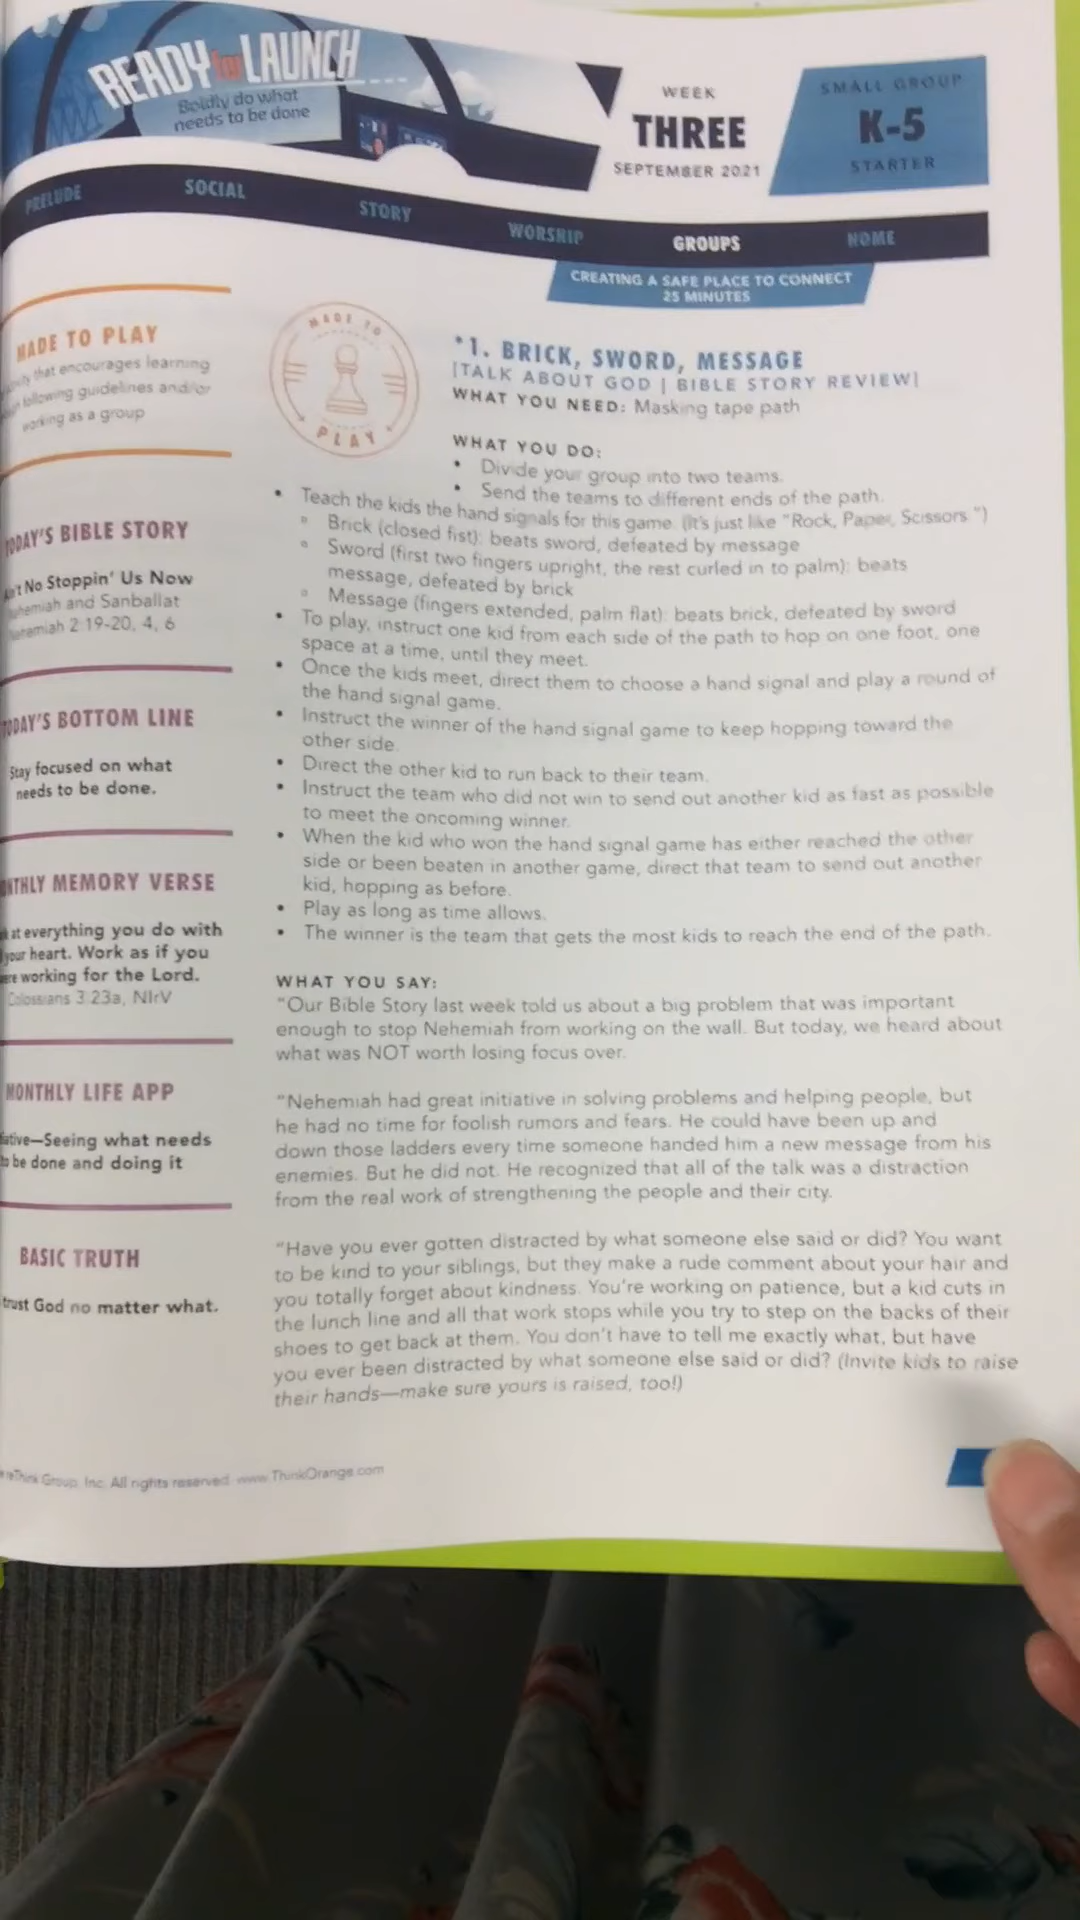 READY for LAUNCH
Boldly do what
needs to be done
WEEK
THREE
SEPTEMBER 2021
SMALL GROUP
K-5
STARTER
PRELUDE
SOCIAL
STORY
WORSHIP
GROUPS
HOME
CREATING A SAFE PLACE TO CONNECT
25 MINUTES
MADE TO PLAY
that encourages learning
following guidelines and/or
working as a group
TODAY'S BIBLE STORY
No Stoppin' Us Now
Nehemiah and Sanballat
Nehemiah 2:19-20, 4, 6
TODAY'S BOTTOM LINE
Stay focused on what
needs to be done.
MONTHLY MEMORY VERSE
at everything you do with
your heart. Work as if you
were working for the Lord.
Colossians 3:23a, NIrV
MONTHLY LIFE APP
—Seeing what needs
to be done and doing it
BASIC TRUTH
trust God no matter what.
MADE TO
PLAY
*1. BRICK, SWORD, MESSAGE
[TALK ABOUT GOD | BIBLE STORY REVIEW]
WHAT YOU NEED: Masking tape path
WHAT YOU DO:
• Divide your group into two teams.
• Send the teams to different ends of the path.
• Teach the kids the hand signals for this game. (It's just like "Rock, Paper, Scissors.")
° Brick (closed fist): beats sword, defeated by message
° Sword (first two fingers upright, the rest curled in to palm): beats
message, defeated by brick
° Message (fingers extended, palm flat): beats brick, defeated by sword
• To play, instruct one kid from each side of the path to hop on one foot, one
space at a time, until they meet.
• Once the kids meet, direct them to choose a hand signal and play a round of
the hand signal game.
• Instruct the winner of the hand signal game to keep hopping toward the
other side.
• Direct the other kid to run back to their team.
• Instruct the team who did not win to send out another kid as fast as possible
to meet the oncoming winner.
• When the kid who won the hand signal game has either reached the other
side or been beaten in another game, direct that team to send out another
kid, hopping as before.
• Play as long as time allows.
• The winner is the team that gets the most kids to reach the end of the path.
WHAT YOU SAY:
"Our Bible Story last week told us about a big problem that was important
enough to stop Nehemiah from working on the wall. But today, we heard about
what was NOT worth losing focus over.
"Nehemiah had great initiative in solving problems and helping people, but
he had no time for foolish rumors and fears. He could have been up and
down those ladders every time someone handed him a new message from his
enemies. But he did not. He recognized that all of the talk was a distraction
from the real work of strengthening the people and their city.
"Have you ever gotten distracted by what someone else said or did? You want
to be kind to your siblings, but they make a rude comment about your hair and
you totally forget about kindness. You're working on patience, but a kid cuts in
the lunch line and all that work stops while you try to step on the backs of their
shoes to get back at them. You don't have to tell me exactly what, but have
you ever been distracted by what someone else said or did? (Invite kids to raise
their hands—make sure yours is raised, too!)
reThink Group, Inc. All rights reserved. www.ThinkOrange.com